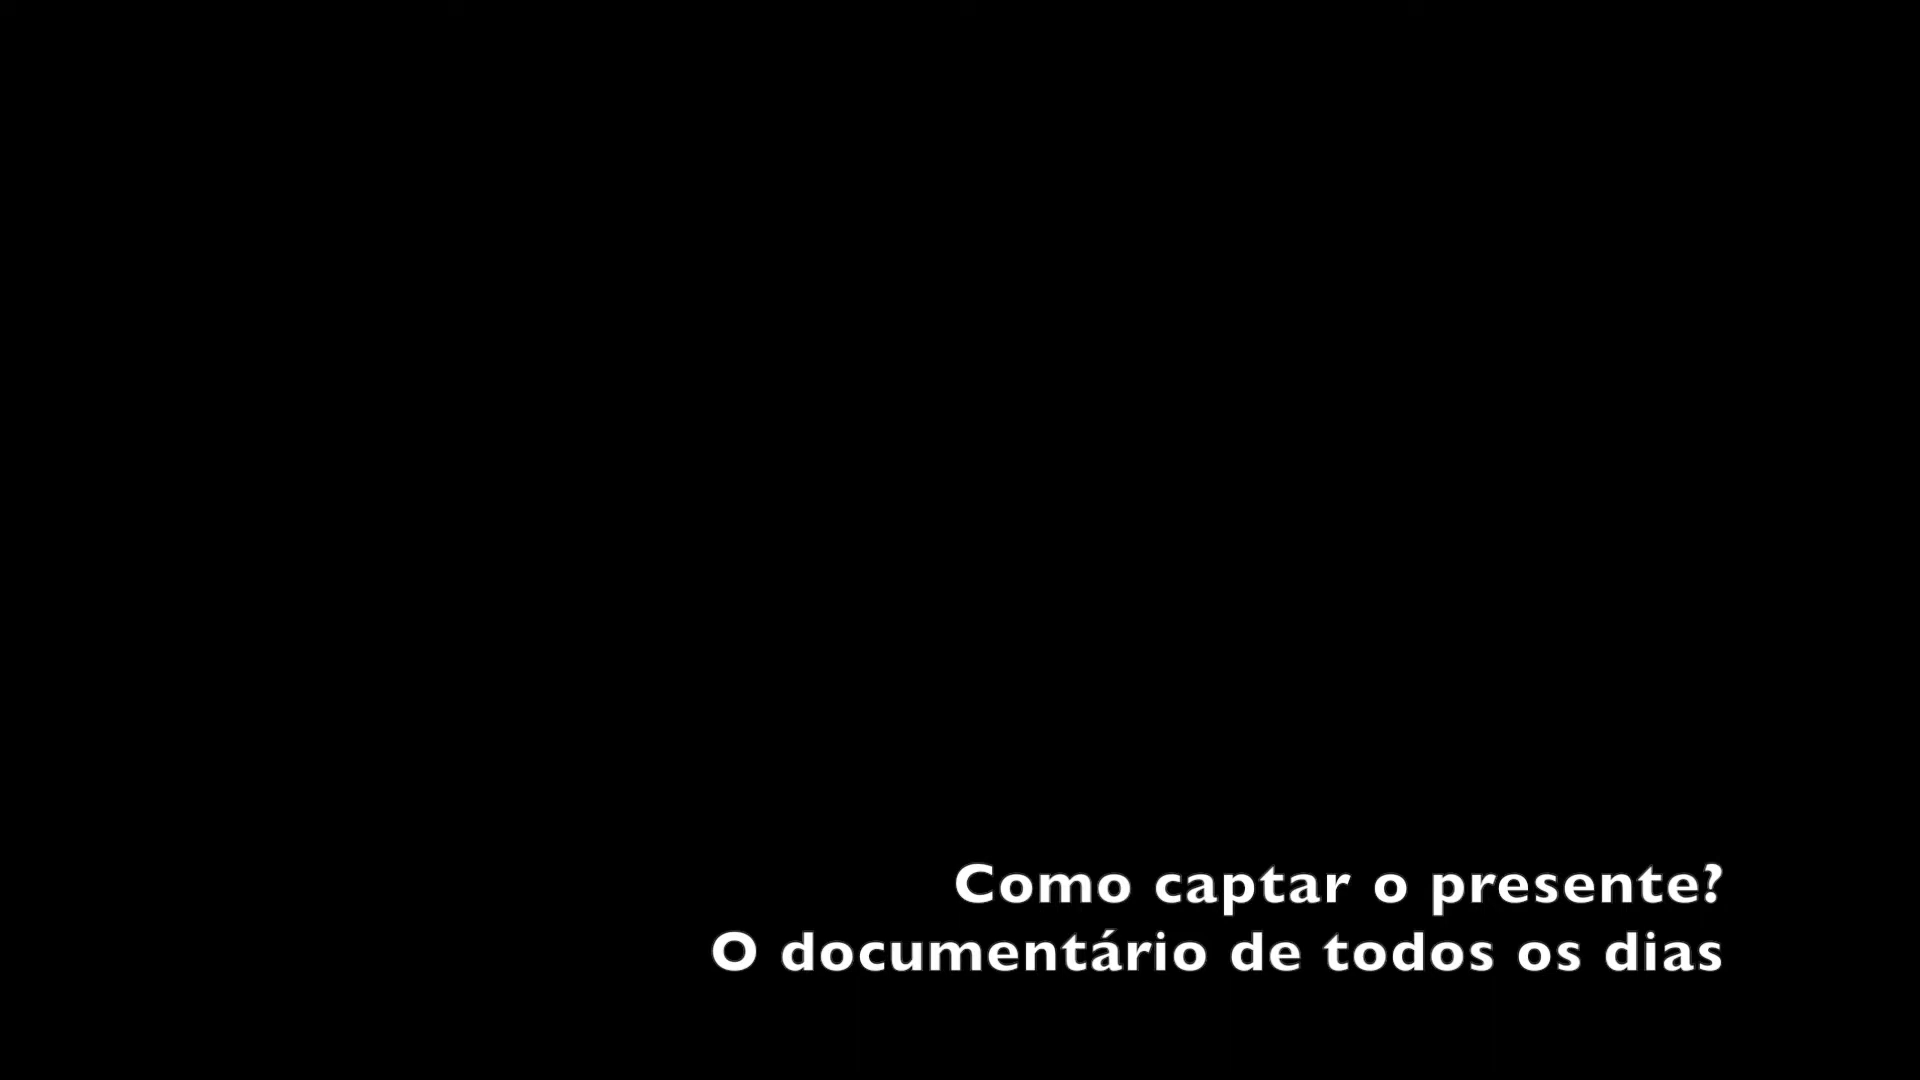 Como captar o presente?
O documentário de todos os dias